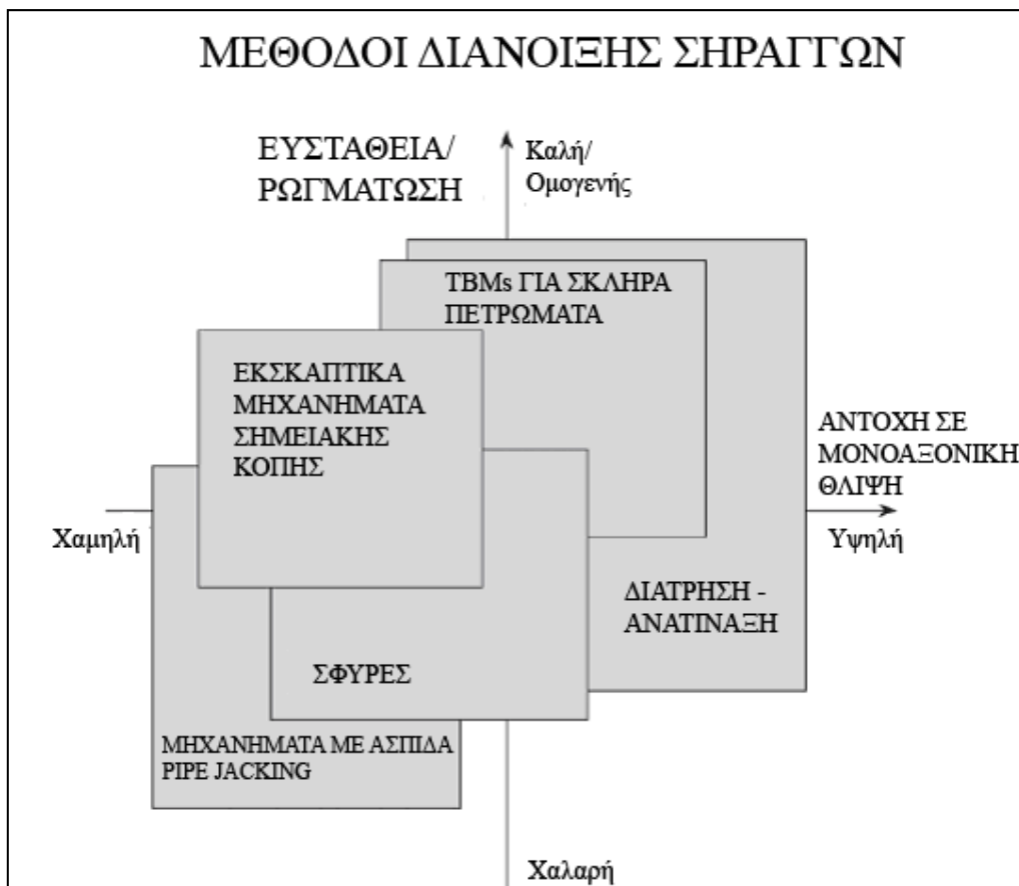 ΜΕΘΟΔΟΙ ΔΙΑΝΟΙΞΗΣ ΣΗΡΑΓΓΩΝ
ΕΥΣΤΑΘΕΙΑ/
ΡΩΓΜΑΤΩΣΗ
Καλή/
Ομογενής
TBMs ΓΙΑ ΣΚΛΗΡΑ
ΠΕΤΡΩΜΑΤΑ
ΕΚΣΚΑΠΤΙΚΑ
ΜΗΧΑΝΗΜΑΤΑ
ΣΗΜΕΙΑΚΗΣ
ΚΟΠΗΣ
ΑΝΤΟΧΗ ΣΕ
ΜΟΝΟΑΞΟΝΙΚΗ
ΘΛΙΨΗ
Χαμηλή
Υψηλή
ΔΙΑΤΡΗΣΗ -
ΑΝΑΤΙΝΑΞΗ
ΣΦΥΡΕΣ
ΜΗΧΑΝΗΜΑΤΑ ΜΕ ΑΣΠΙΔΑ
PIPE JACKING
Χαλαρή